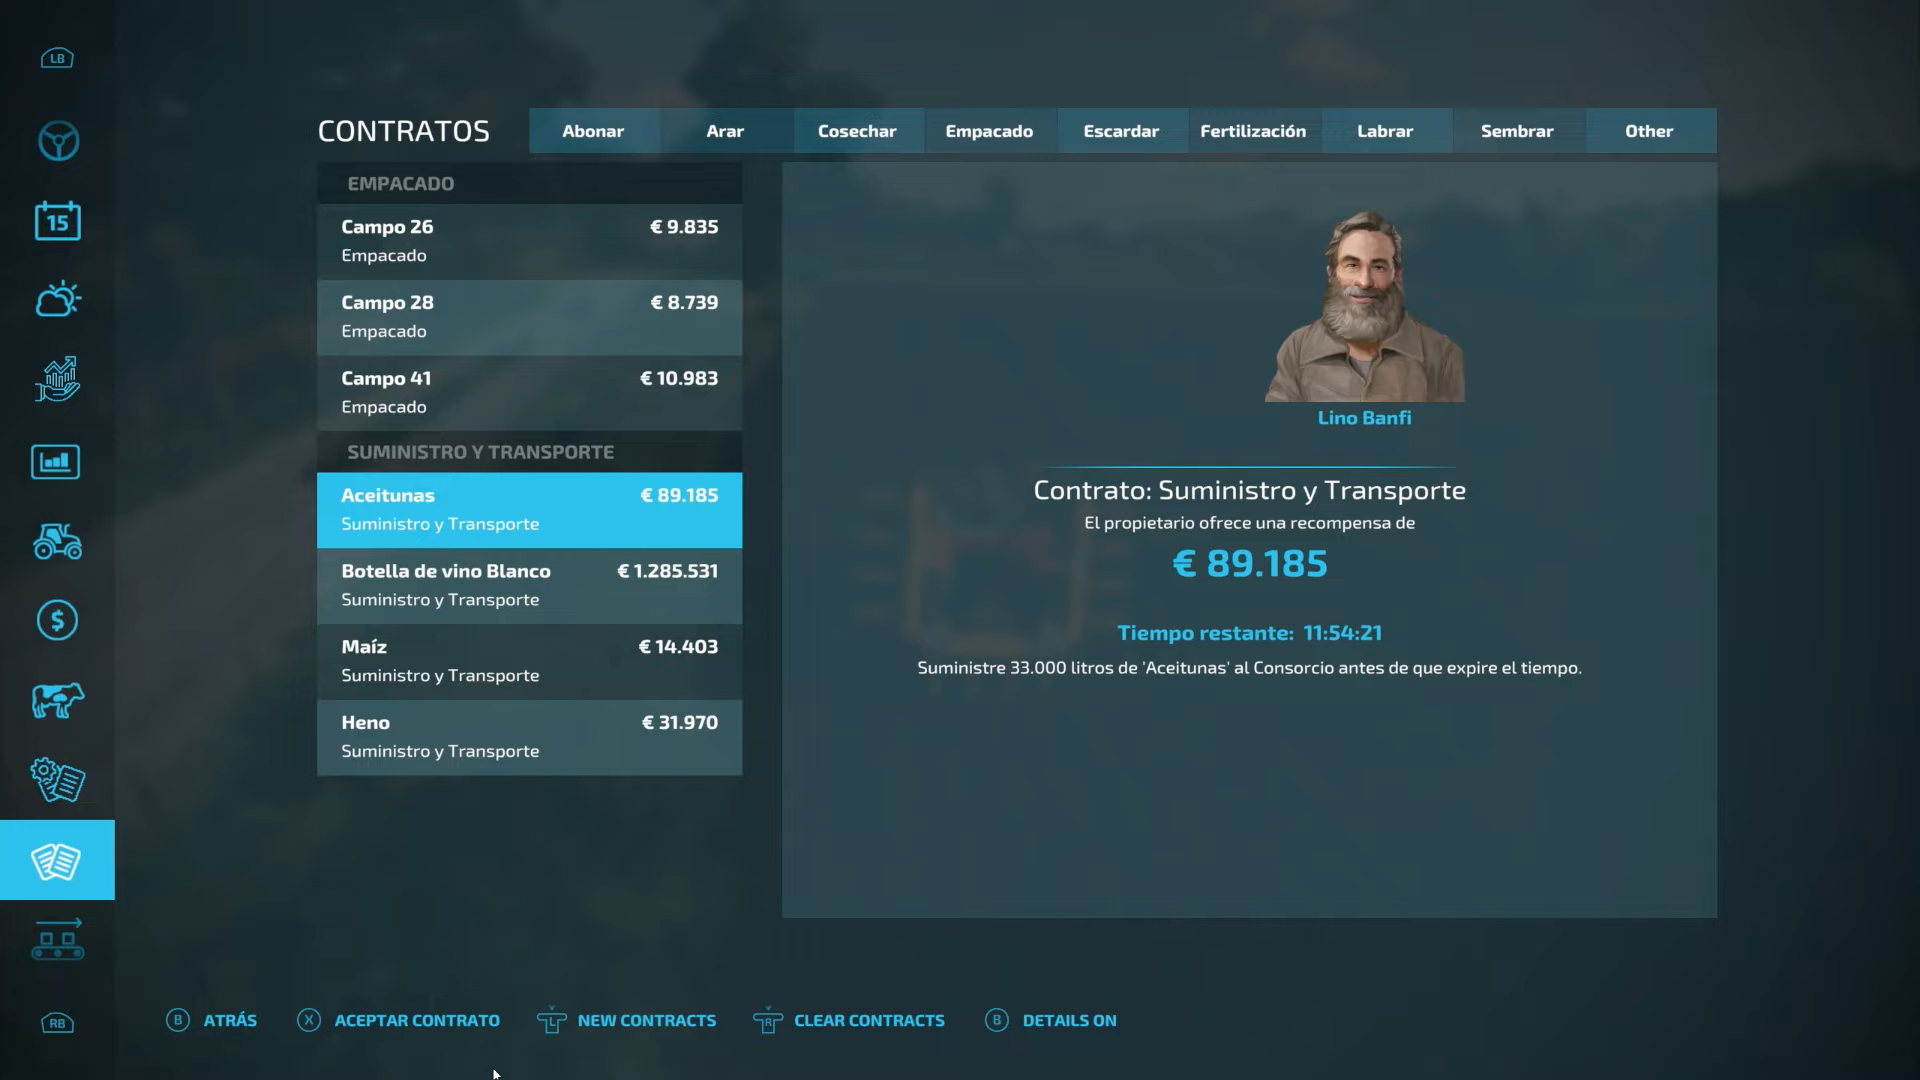 LB
15
CONTRATOS
Abonar
Arar
Cosechar
Empacado
Escardar
Fertilización
Labrar
Sembrar
Other
EMPACADO
Campo 26 € 9.835
Empacado
Campo 28 € 8.739
Empacado
Campo 41 € 10.983
Empacado
SUMINISTRO Y TRANSPORTE
Aceitunas € 89.185
Suministro y Transporte
Botella de vino Blanco € 1.285.531
Suministro y Transporte
Maíz € 14.403
Suministro y Transporte
Heno € 31.970
Suministro y Transporte
Lino Banfi
Contrato: Suministro y Transporte
El propietario ofrece una recompensa de
€ 89.185
Tiempo restante: 11:54:21
Suministre 33.000 litros de 'Aceitunas' al Consorcio antes de que expire el tiempo.
$
RB
B ATRÁS
X ACEPTAR CONTRATO
L NEW CONTRACTS
R CLEAR CONTRACTS
B DETAILS ON